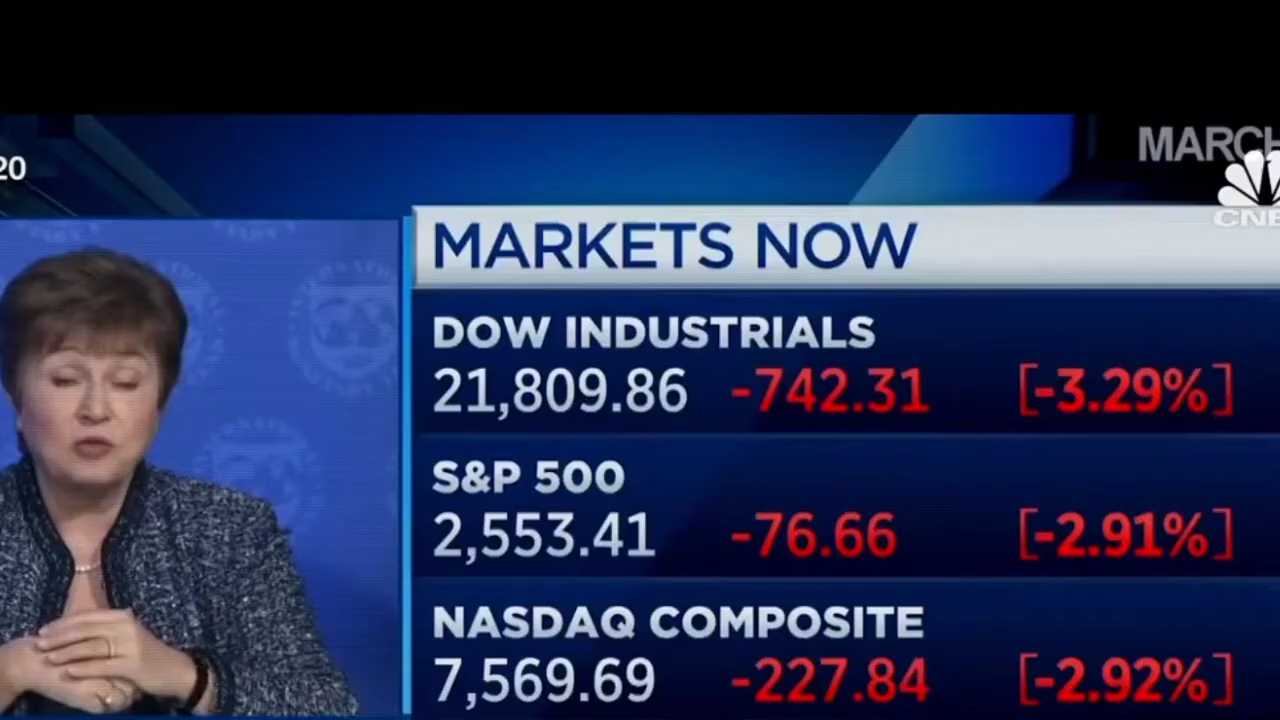 MARCH
20
CNB
MARKETS NOW
DOW INDUSTRIALS
21,809.86 -742.31 [-3.29%]
S&P 500
2,553.41 -76.66 [-2.91%]
NASDAQ COMPOSITE
7,569.69 -227.84 [-2.92%]